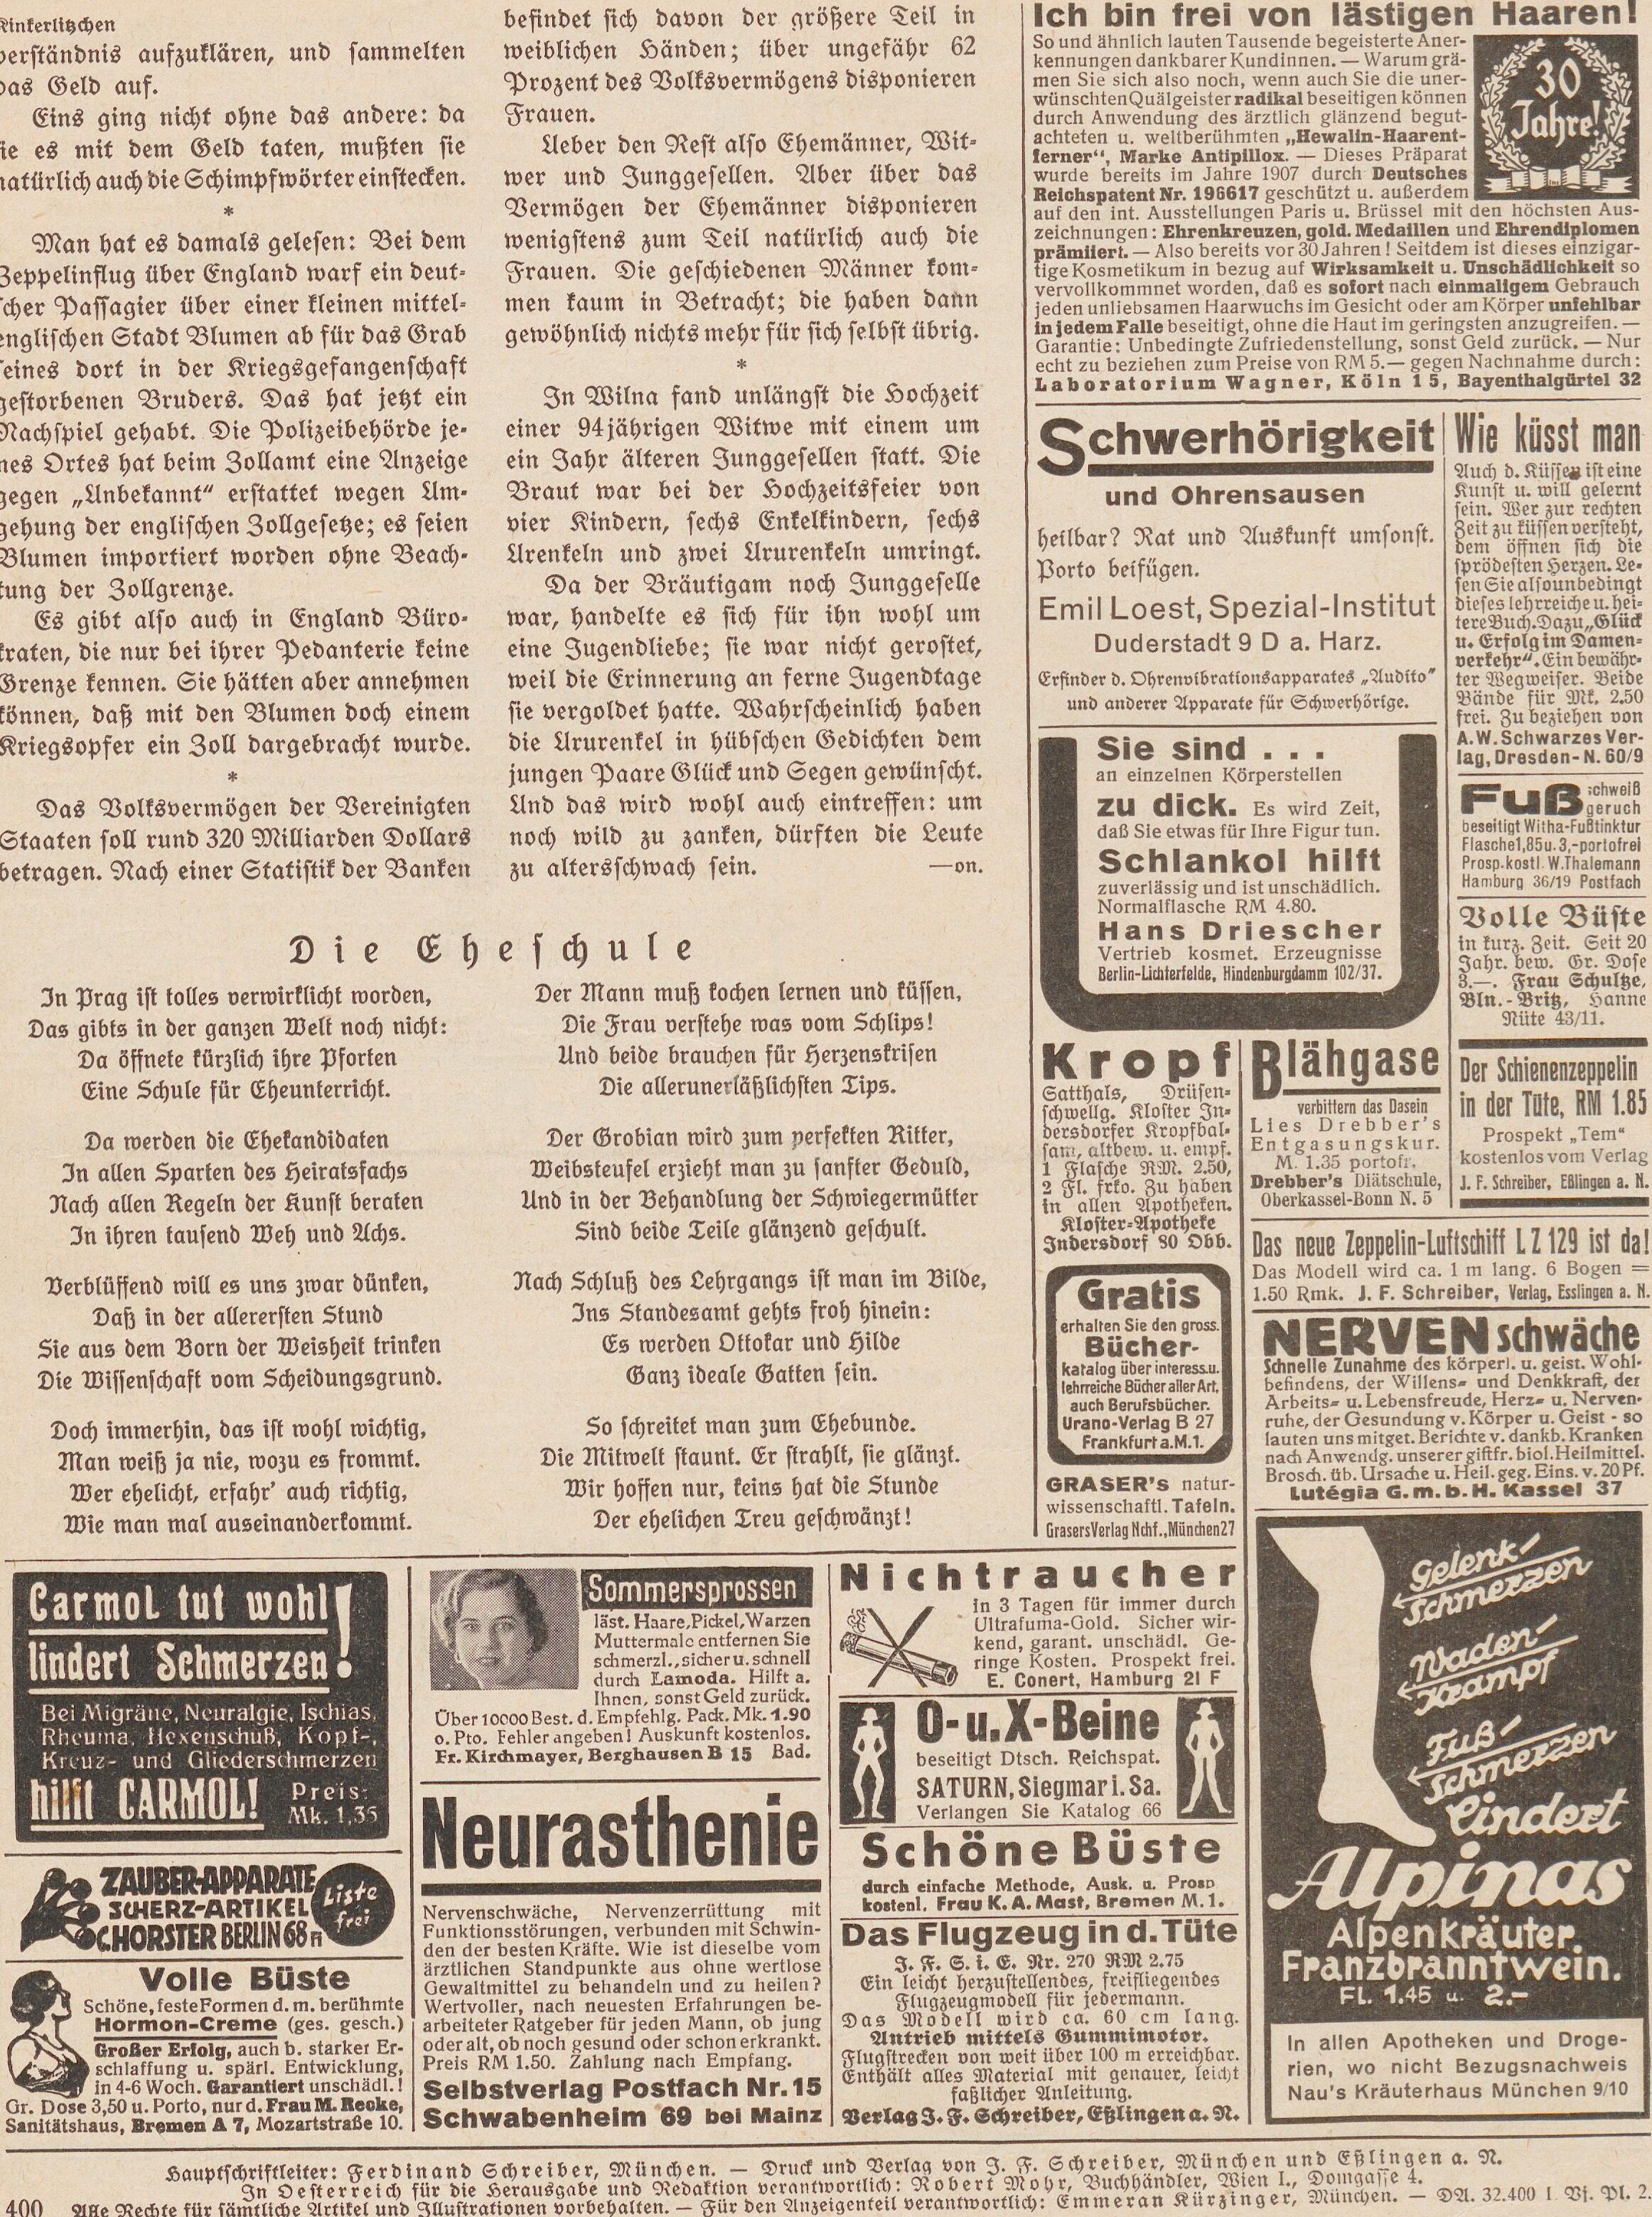 Kinkerlitzchen
verständnis aufzuklären, und sammelten
das Geld auf.
Eins ging nicht ohne das andere: da
sie es mit dem Geld taten, mußten sie
natürlich auch die Schimpfwörter einstecken.
*
Man hat es damals gelesen: Bei dem
Zeppelinflug über England warf ein deut-
scher Passagier über einer kleinen mittel-
englischen Stadt Blumen ab für das Grab
seines dort in der Kriegsgefangenschaft
gestorbenen Bruders. Das hat jetzt ein
Nachspiel gehabt. Die Polizeibehörde je-
nes Ortes hat beim Zollamt eine Anzeige
gegen „Unbekannt“ erstattet wegen Um-
gehung der englischen Zollgesetze; es seien
Blumen importiert worden ohne Beach-
tung der Zollgrenze.
Es gibt also auch in England Büro-
kraten, die nur bei ihrer Pedanterie keine
Grenze kennen. Sie hätten aber annehmen
können, daß mit den Blumen doch einem
Kriegsopfer ein Zoll dargebracht wurde.
*
Das Volksvermögen der Vereinigten
Staaten soll rund 320 Milliarden Dollars
betragen. Nach einer Statistik der Banken
befindet sich davon der größere Teil in
weiblichen Händen; über ungefähr 62
Prozent des Volksvermögens disponieren
Frauen.
Ueber den Rest also Ehemänner, Wit-
wer und Junggesellen. Aber über das
Vermögen der Ehemänner disponieren
wenigstens zum Teil natürlich auch die
Frauen. Die geschiedenen Männer kom-
men kaum in Betracht; die haben dann
gewöhnlich nichts mehr für sich selbst übrig.
*
In Wilna fand unlängst die Hochzeit
einer 94jährigen Witwe mit einem um
ein Jahr älteren Junggesellen statt. Die
Braut war bei der Hochzeitsfeier von
vier Kindern, sechs Enkelkindern, sechs
Urenkeln und zwei Ururenkeln umringt.
Da der Bräutigam noch Junggeselle
war, handelte es sich für ihn wohl um
eine Jugendliebe; sie war nicht gerostet,
weil die Erinnerung an ferne Jugendtage
sie vergoldet hatte. Wahrscheinlich haben
die Ururenkel in hübschen Gedichten dem
jungen Paare Glück und Segen gewünscht.
Und das wird wohl auch eintreffen: um
noch wild zu zanken, dürften die Leute
zu altersschwach sein. —on.
Die Eheschule
In Prag ist tolles verwirklicht worden,
Das gibts in der ganzen Welt noch nicht:
Da öffnete kürzlich ihre Pforten
Eine Schule für Eheunterricht.
Da werden die Ehekandidaten
In allen Sparten des Heiratsfachs
Nach allen Regeln der Kunst beraten
In ihren tausend Weh und Achs.
Verblüffend will es uns zwar dünken,
Daß in der allerersten Stund
Sie aus dem Born der Weisheit trinken
Die Wissenschaft vom Scheidungsgrund.
Doch immerhin, das ist wohl wichtig,
Man weiß ja nie, wozu es frommt.
Wer ehelicht, erfahr' auch richtig,
Wie man mal auseinanderkommt.
Der Mann muß kochen lernen und küssen,
Die Frau verstehe was vom Schlips!
Und beide brauchen für Herzenskrisen
Die allerunerläßlichsten Tips.
Der Grobian wird zum perfekten Ritter,
Weibsteufel erzieht man zu sanfter Geduld,
Und in der Behandlung der Schwiegermütter
Sind beide Teile glänzend geschult.
Nach Schluß des Lehrgangs ist man im Bilde,
Ins Standesamt gehts froh hinein:
Es werden Ottokar und Hilde
Ganz ideale Gatten sein.
So schreitet man zum Ehebunde.
Die Mitwelt staunt. Er strahlt, sie glänzt.
Wir hoffen nur, keins hat die Stunde
Der ehelichen Treu geschwänzt!
Ich bin frei von lästigen Haaren!
So und ähnlich lauten Tausende begeisterte Aner-
kennungen dankbarer Kundinnen. — Warum grä-
men Sie sich also noch, wenn auch Sie die uner-
wünschten Quälgeister radikal beseitigen können
durch Anwendung des ärztlich glänzend begut-
achteten u. weltberühmten „Hewalin-Haarent-
ferner“, Marke Antipillox. — Dieses Präparat
wurde bereits im Jahre 1907 durch Deutsches
Reichspatent Nr. 196617 geschützt u. außerdem
auf den int. Ausstellungen Paris u. Brüssel mit den höchsten Aus-
zeichnungen: Ehrenkreuzen, gold. Medaillen und Ehrendiplomen
prämiiert. — Also bereits vor 30 Jahren! Seitdem ist dieses einzigar-
tige Kosmetikum in bezug auf Wirksamkeit u. Unschädlichkeit so
vervollkommnet worden, daß es sofort nach einmaligem Gebrauch
jeden unliebsamen Haarwuchs im Gesicht oder am Körper unfehlbar
in jedem Falle beseitigt, ohne die Haut im geringsten anzugreifen. —
Garantie: Unbedingte Zufriedenstellung, sonst Geld zurück. — Nur
echt zu beziehen zum Preise von RM 5.— gegen Nachnahme durch:
Laboratorium Wagner, Köln 15, Bayenthalgürtel 32
30
Jahre!
Schwerhörigkeit
und Ohrensausen
heilbar? Rat und Auskunft umsonst.
Porto beifügen.
Emil Loest, Spezial-Institut
Duderstadt 9 D a. Harz.
Erfinder d. Ohrenvibrationsapparates „Audito“
und anderer Apparate für Schwerhörige.
Wie küsst man
Auch d. Küssen ist eine
Kunst u. will gelernt
sein. Wer zur rechten
Zeit zu küssen versteht,
dem öffnen sich die
sprödesten Herzen. Le-
sen Sie also unbedingt
dieses lehrreiche u. hei-
tere Buch. Dazu „Glück
u. Erfolg im Damen-
verkehr“. Ein bewähr-
ter Wegweiser. Beide
Bände für Mk. 2.50
frei. Zu beziehen von
A. W. Schwarzes Ver-
lag, Dresden-N. 60/9
Sie sind . . .
an einzelnen Körperstellen
zu dick. Es wird Zeit,
daß Sie etwas für Ihre Figur tun.
Schlankol hilft
zuverlässig und ist unschädlich.
Normalflasche RM 4.80.
Hans Driescher
Vertrieb kosmet. Erzeugnisse
Berlin-Lichterfelde, Hindenburgdamm 102/37.
Fuß schweiß
geruch
beseitigt Witha-Fußtinktur
Flasche 1,85 u. 3,- portofrei
Prosp. kostl. W. Thalemann
Hamburg 36/19 Postfach
Volle Büste
in kurz. Zeit. Seit 20
Jahr. bew. Gr. Dose
3.—. Frau Schultze,
Bln.-Britz, Hanne
Nüte 43/11.
Kropf
Satthals, Drüsen-
schwellg. Kloster In-
dersdorfer Kropfbal-
sam, altbew. u. empf.
1 Flasche RM. 2.50,
2 Fl. frko. Zu haben
in allen Apotheken.
Kloster-Apotheke
Indersdorf 80 Obb.
Blähgase
verbittern das Dasein
Lies Drebber's
Entgasungskur.
M. 1.35 portofr.
Drebber's Diätschule,
Oberkassel-Bonn N. 5
Der Schienenzeppelin
in der Tüte, RM 1.85
Prospekt „Tem“
kostenlos vom Verlag
J. F. Schreiber, Eßlingen a. N.
Das neue Zeppelin-Luftschiff LZ 129 ist da!
Das Modell wird ca. 1 m lang. 6 Bogen =
1.50 Rmk. J. F. Schreiber, Verlag, Esslingen a. N.
Gratis
erhalten Sie den gross.
Bücher-
katalog über interess. u.
lehrreiche Bücher aller Art,
auch Berufsbücher.
Urano-Verlag B 27
Frankfurt a. M. 1.
GRASER's natur-
wissenschaftl. Tafeln.
Grasers Verlag Nchf., München 27
NERVEN schwäche
Schnelle Zunahme des körperl. u. geist. Wohl-
befindens, der Willens- und Denkkraft, der
Arbeits- u. Lebensfreude, Herz- u. Nerven-
ruhe, der Gesundung v. Körper u. Geist - so
lauten uns mitget. Berichte v. dankb. Kranken
nach Anwendg. unserer giftfr. biol. Heilmittel.
Brosch. üb. Ursache u. Heil. geg. Eins. v. 20 Pf.
Lutégia G. m. b. H. Kassel 37
Carmol tut wohl!
lindert Schmerzen!
Bei Migräne, Neuralgie, Ischias,
Rheuma, Hexenschuß, Kopf-,
Kreuz- und Gliederschmerzen
hilft CARMOL! Preis:
Mk. 1,35
ZAUBER-APPARATE
SCHERZ-ARTIKEL
C. HORSTER BERLIN 68 Fi
Liste
frei
Volle Büste
Schöne, feste Formen d. m. berühmte
Hormon-Creme (ges. gesch.)
Großer Erfolg, auch b. starker Er-
schlaffung u. spärl. Entwicklung,
in 4-6 Woch. Garantiert unschädl.!
Gr. Dose 3,50 u. Porto, nur d. Frau M. Recke,
Sanitätshaus, Bremen A 7, Mozartstraße 10.
Sommersprossen
läst. Haare, Pickel, Warzen
Muttermale entfernen Sie
schmerzl., sicher u. schnell
durch Lamoda. Hilft a.
Ihnen, sonst Geld zurück.
Über 10000 Best. d. Empfehlg. Pack. Mk. 1.90
o. Pto. Fehler angeben! Auskunft kostenlos.
Fr. Kirchmayer, Berghausen B 15 Bad.
Neurasthenie
Nervenschwäche, Nervenzerrüttung mit
Funktionsstörungen, verbunden mit Schwin-
den der besten Kräfte. Wie ist dieselbe vom
ärztlichen Standpunkte aus ohne wertlose
Gewaltmittel zu behandeln und zu heilen?
Wertvoller, nach neuesten Erfahrungen be-
arbeiteter Ratgeber für jeden Mann, ob jung
oder alt, ob noch gesund oder schon erkrankt.
Preis RM 1.50. Zahlung nach Empfang.
Selbstverlag Postfach Nr. 15
Schwabenheim 69 bei Mainz
Nichtraucher
in 3 Tagen für immer durch
Ultrafuma-Gold. Sicher wir-
kend, garant. unschädl. Ge-
ringe Kosten. Prospekt frei.
E. Conert, Hamburg 21 F
O- u. X-Beine
beseitigt Dtsch. Reichspat.
SATURN, Siegmar i. Sa.
Verlangen Sie Katalog 66
Schöne Büste
durch einfache Methode, Ausk. u. Prosp
kostenl. Frau K. A. Mast, Bremen M. 1.
Das Flugzeug in d. Tüte
J. F. S. i. E. Nr. 270 RM 2.75
Ein leicht herzustellendes, freifliegendes
Flugzeugmodell für jedermann.
Das Modell wird ca. 60 cm lang.
Antrieb mittels Gummimotor.
Flugstrecken von weit über 100 m erreichbar.
Enthält alles Material mit genauer, leicht
faßlicher Anleitung.
Verlag J. F. Schreiber, Eßlingen a. N.
Gelenk-
schmerzen
Waden-
krampf
Fuß-
schmerzen
lindert
Alpinas
Alpenkräuter
Franzbranntwein.
Fl. 1.45 u. 2.-
In allen Apotheken und Droge-
rien, wo nicht Bezugsnachweis
Nau's Kräuterhaus München 9/10
Hauptschriftleiter: Ferdinand Schreiber, München. — Druck und Verlag von J. F. Schreiber, München und Eßlingen a. N.
In Oesterreich für die Herausgabe und Redaktion verantwortlich: Robert Mohr, Buchhändler, Wien I., Domgasse 4.
400 Alle Rechte für sämtliche Artikel und Illustrationen vorbehalten. — Für den Anzeigenteil verantwortlich: Emmeran Kürzinger, München. — DA. 32.400 I. Vj. Pl. 2.